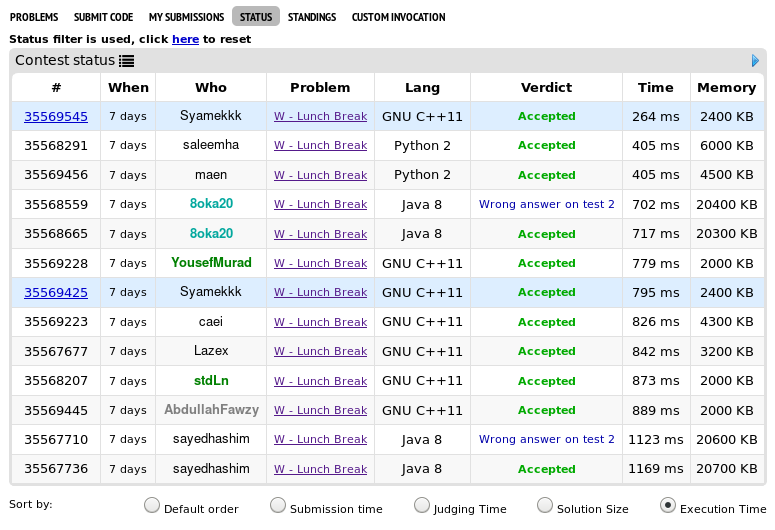 PROBLEMS SUBMIT CODE MY SUBMISSIONS STATUS STANDINGS CUSTOM INVOCATION
Status filter is used, click here to reset
Contest status
# When Who Problem Lang Verdict Time Memory
35569545 7 days Syamekkk W - Lunch Break GNU C++11 Accepted 264 ms 2400 KB
35568291 7 days saleemha W - Lunch Break Python 2 Accepted 405 ms 6000 KB
35569456 7 days maen W - Lunch Break Python 2 Accepted 405 ms 4500 KB
35568559 7 days 8oka20 W - Lunch Break Java 8 Wrong answer on test 2 702 ms 20400 KB
35568665 7 days 8oka20 W - Lunch Break Java 8 Accepted 717 ms 20300 KB
35569228 7 days YousefMurad W - Lunch Break GNU C++11 Accepted 779 ms 2000 KB
35569425 7 days Syamekkk W - Lunch Break GNU C++11 Accepted 795 ms 2400 KB
35569223 7 days caei W - Lunch Break GNU C++11 Accepted 826 ms 4300 KB
35567677 7 days Lazex W - Lunch Break GNU C++11 Accepted 842 ms 3200 KB
35568207 7 days stdLn W - Lunch Break GNU C++11 Accepted 873 ms 2000 KB
35569445 7 days AbdullahFawzy W - Lunch Break GNU C++11 Accepted 889 ms 2000 KB
35567710 7 days sayedhashim W - Lunch Break Java 8 Wrong answer on test 2 1123 ms 20600 KB
35567736 7 days sayedhashim W - Lunch Break Java 8 Accepted 1169 ms 20700 KB
Sort by: Default order Submission time Judging Time Solution Size Execution Time